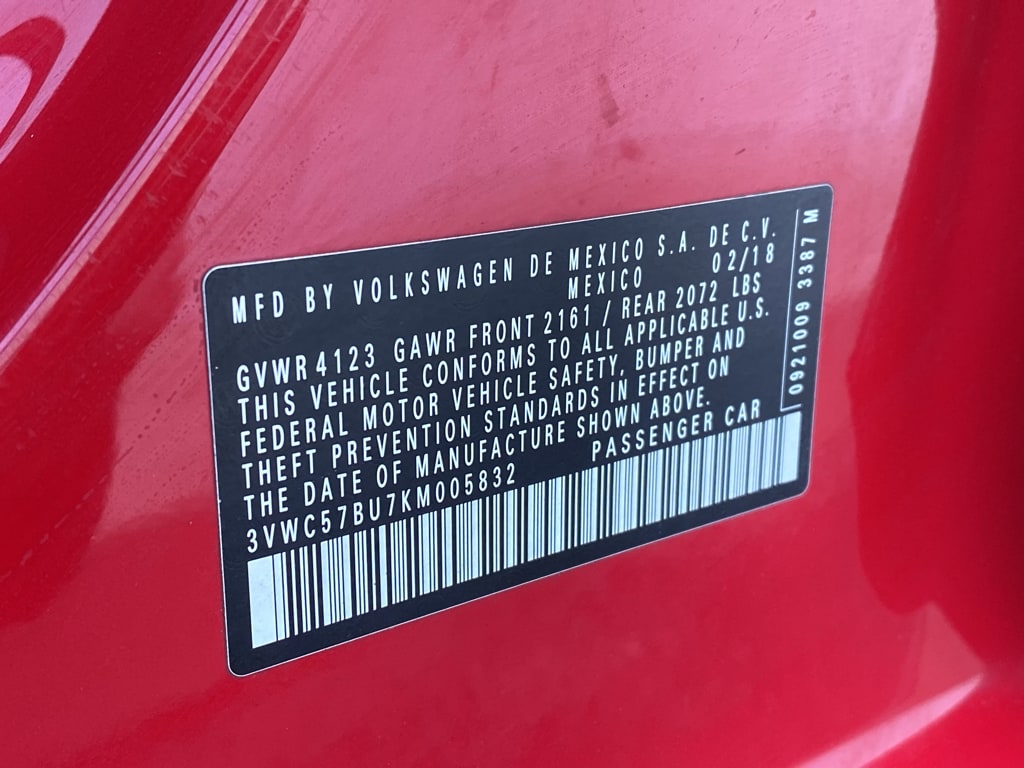 MFD BY VOLKSWAGEN DE MEXICO S.A. DE C.V.
MEXICO 02/18
GVWR 4123 GAWR FRONT 2161 / REAR 2072 LBS
THIS VEHICLE CONFORMS TO ALL APPLICABLE U.S.
FEDERAL MOTOR VEHICLE SAFETY, BUMPER AND
THEFT PREVENTION STANDARDS IN EFFECT ON
THE DATE OF MANUFACTURE SHOWN ABOVE.
3VWC57BU7KM005832 PASSENGER CAR
0921009 3387 M